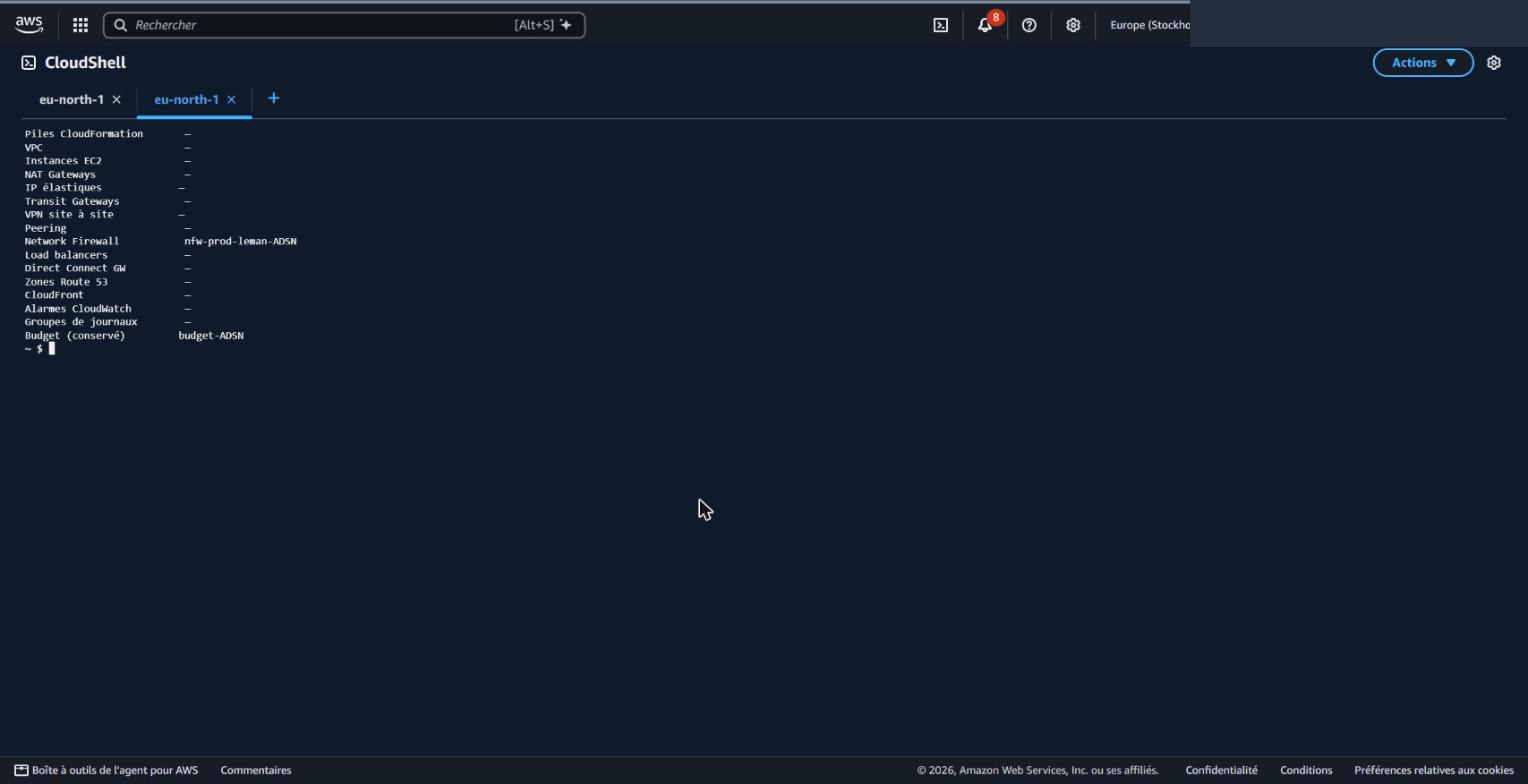 aws
Rechercher [Alt+S]
8
Europe (Stockho
CloudShell
Actions
eu-north-1
eu-north-1
Piles CloudFormation —
VPC —
Instances EC2 —
NAT Gateways —
IP élastiques —
Transit Gateways —
VPN site à site —
Peering —
Network Firewall nfw-prod-leman-ADSN
Load balancers —
Direct Connect GW —
Zones Route 53 —
CloudFront —
Alarmes CloudWatch —
Groupes de journaux —
Budget (conservé) budget-ADSN
~ $
Boîte à outils de l'agent pour AWS Commentaires © 2026, Amazon Web Services, Inc. ou ses affiliés. Confidentialité Conditions Préférences relatives aux cookies